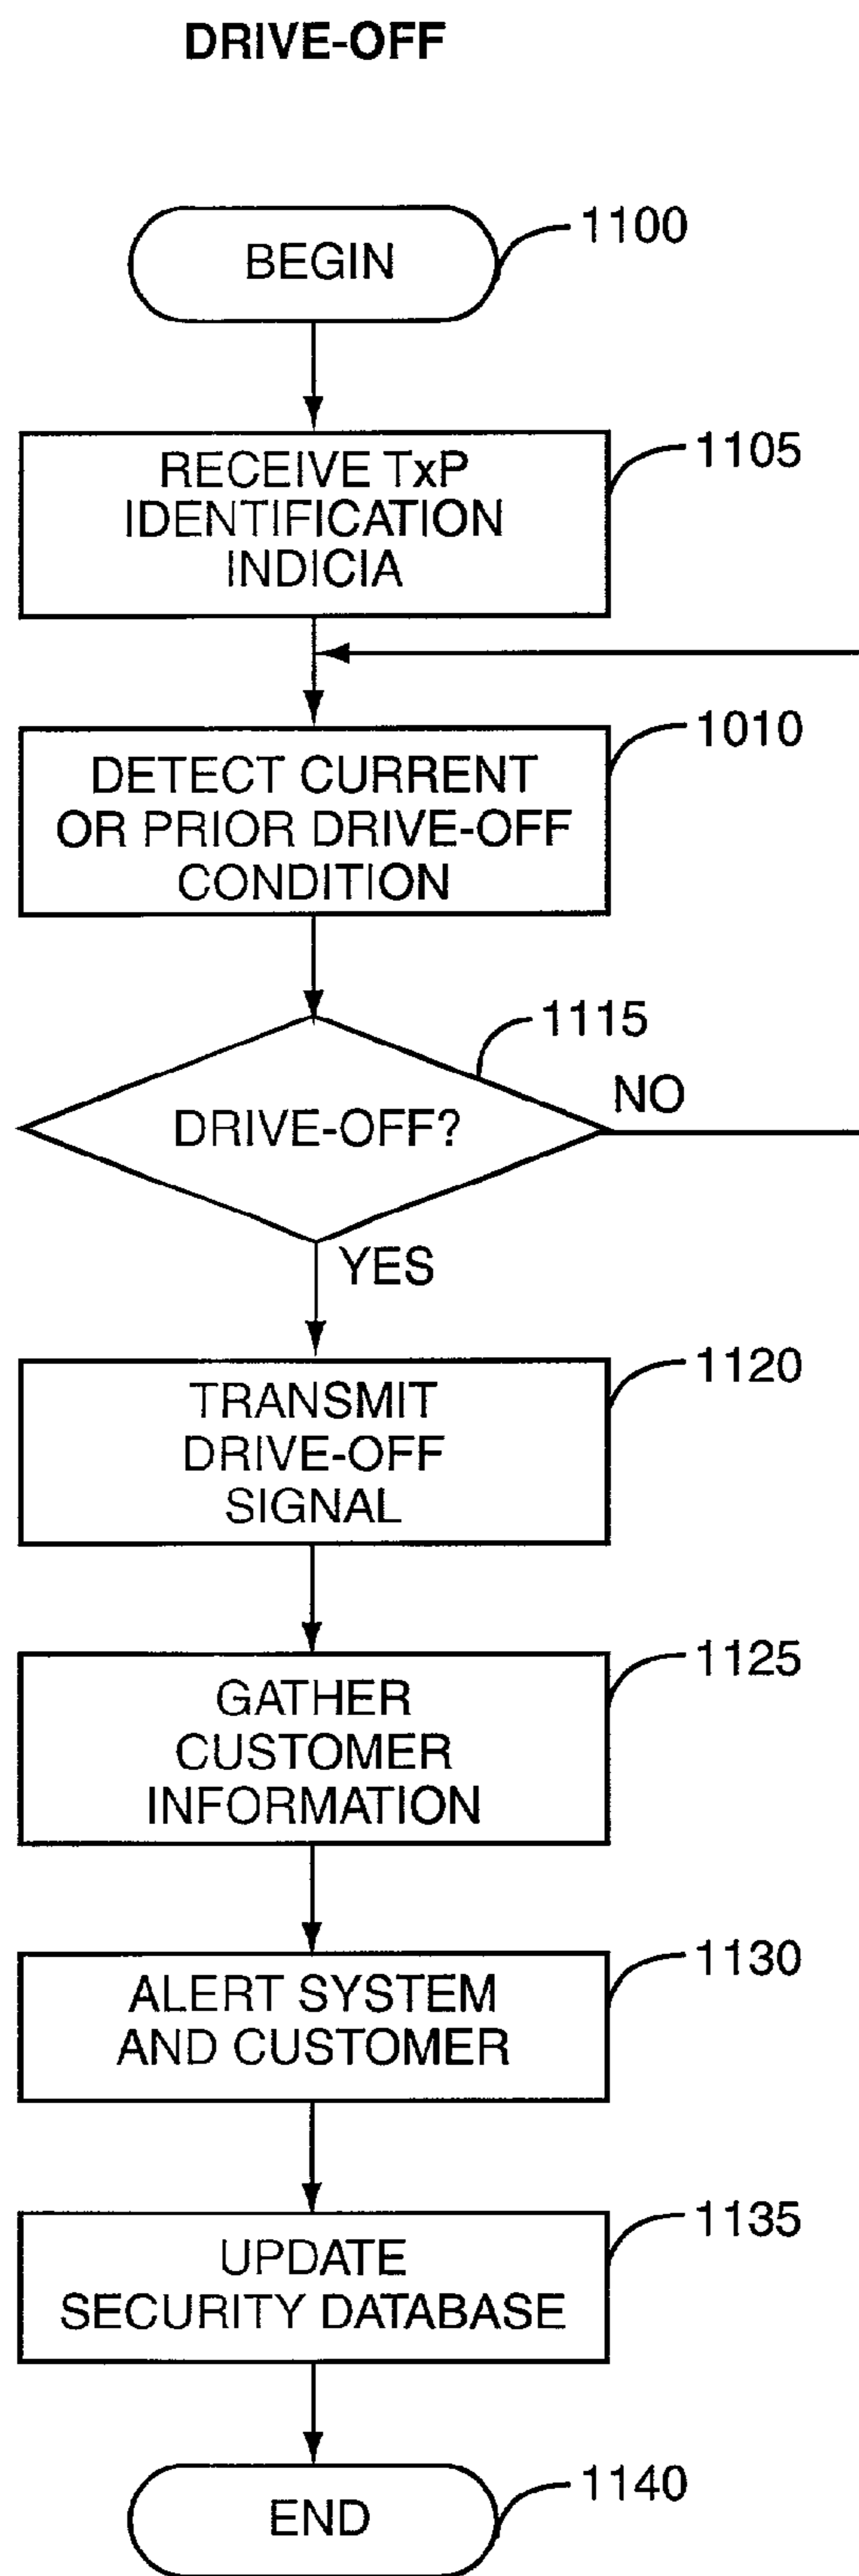 DRIVE-OFF
BEGIN
1100
RECEIVE TxP
IDENTIFICATION
INDICIA
1105
DETECT CURRENT
OR PRIOR DRIVE-OFF
CONDITION
1010
DRIVE-OFF?
1115
NO
YES
TRANSMIT
DRIVE-OFF
SIGNAL
1120
GATHER
CUSTOMER
INFORMATION
1125
ALERT SYSTEM
AND CUSTOMER
1130
UPDATE
SECURITY DATABASE
1135
END
1140